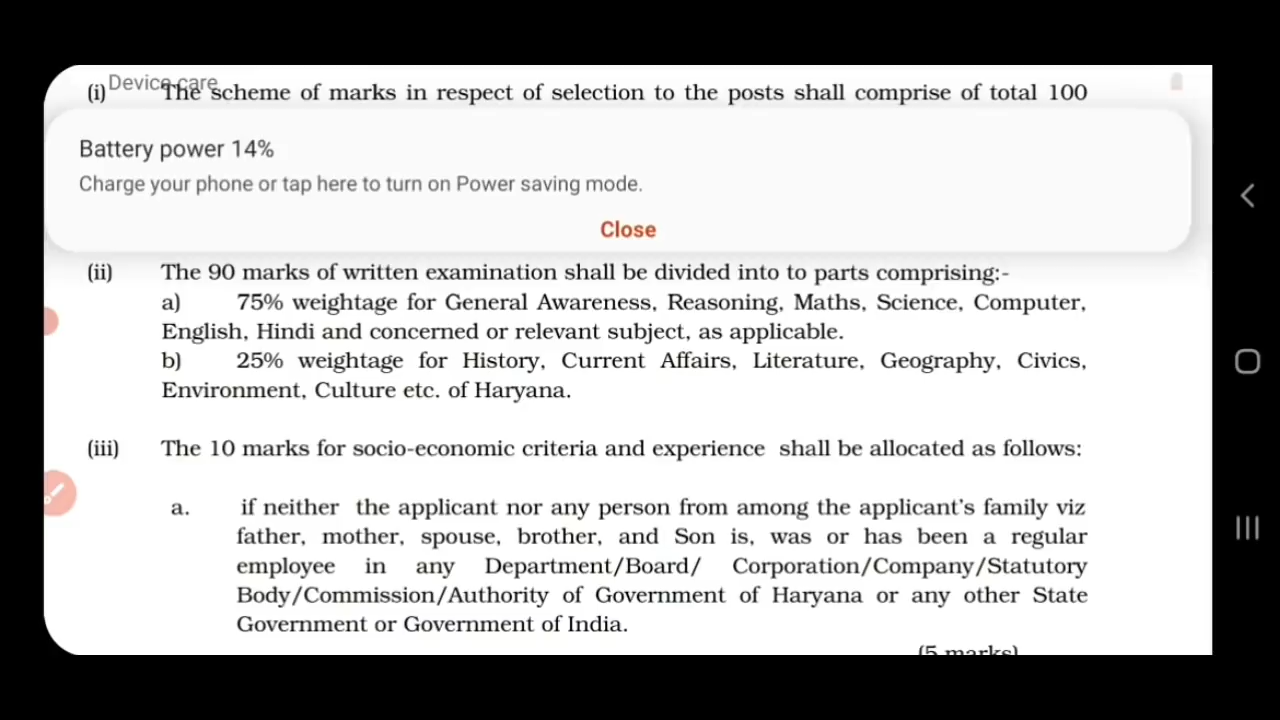 Device care
(i) The scheme of marks in respect of selection to the posts shall comprise of total 100
Battery power 14%
Charge your phone or tap here to turn on Power saving mode.
Close
(ii) The 90 marks of written examination shall be divided into to parts comprising:-
a) 75% weightage for General Awareness, Reasoning, Maths, Science, Computer,
English, Hindi and concerned or relevant subject, as applicable.
b) 25% weightage for History, Current Affairs, Literature, Geography, Civics,
Environment, Culture etc. of Haryana.
(iii) The 10 marks for socio-economic criteria and experience shall be allocated as follows:
a. if neither the applicant nor any person from among the applicant's family viz
father, mother, spouse, brother, and Son is, was or has been a regular
employee in any Department/Board/ Corporation/Company/Statutory
Body/Commission/Authority of Government of Haryana or any other State
Government or Government of India.
(5 marks)